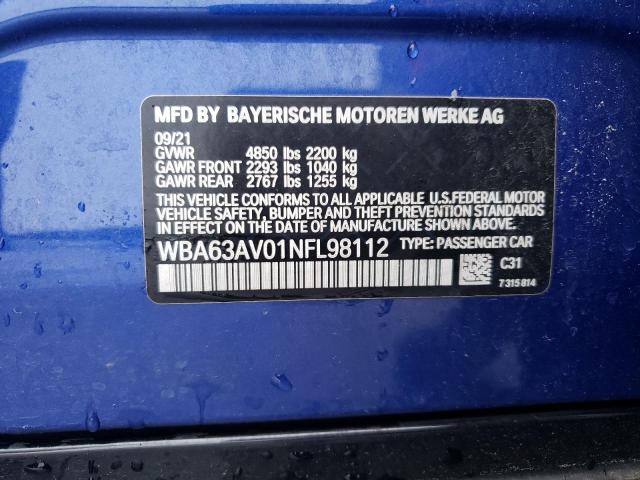 MFD BY BAYERISCHE MOTOREN WERKE AG
09/21
GVWR 4850 lbs 2200 kg
GAWR FRONT 2293 lbs 1040 kg
GAWR REAR 2767 lbs 1255 kg
THIS VEHICLE CONFORMS TO ALL APPLICABLE U.S.FEDERAL MOTOR
VEHICLE SAFETY, BUMPER AND THEFT PREVENTION STANDARDS
IN EFFECT ON THE DATE OF MANUFACTURE SHOWN ABOVE.
WBA63AV01NFL98112 TYPE: PASSENGER CAR
C31
7315814